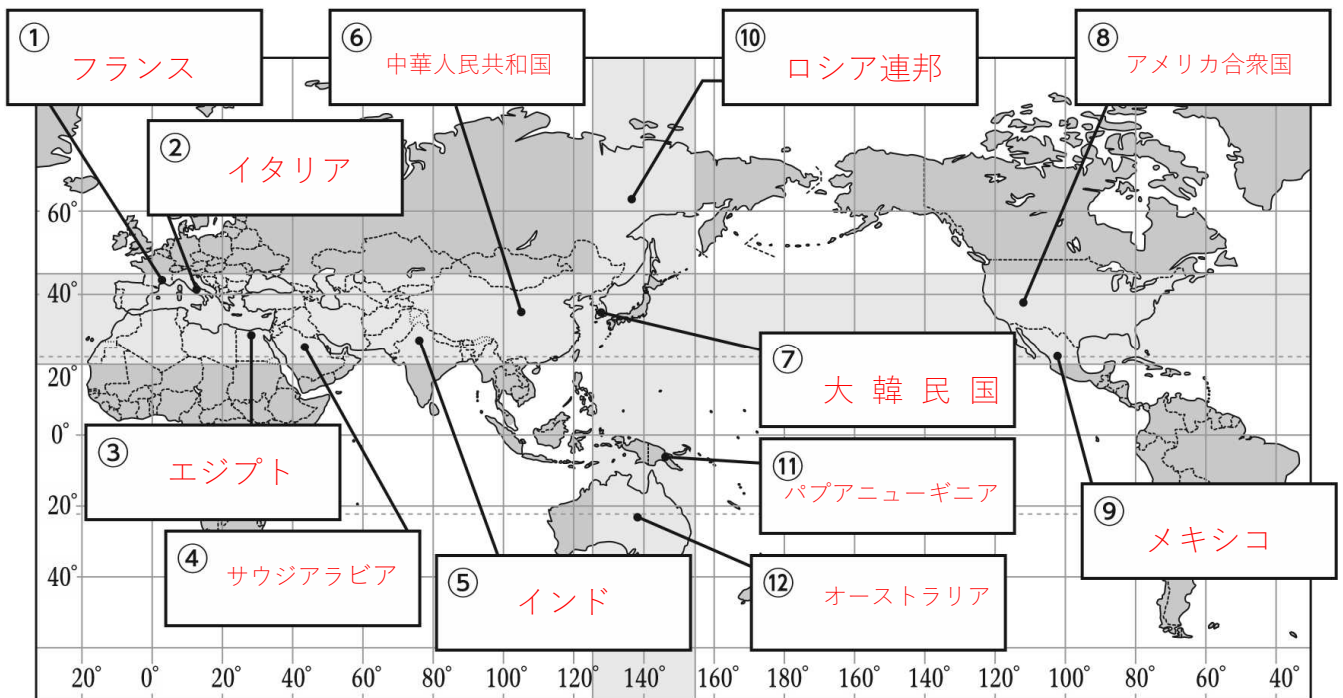 ① フランス
⑥ 中華人民共和国
⑩ ロシア連邦
⑧ アメリカ合衆国
② イタリア
60°
40°
⑦ 大韓民国
20°
0°
③ エジプト
⑪ パプアニューギニア
20°
⑨ メキシコ
④ サウジアラビア
⑤ インド
⑫ オーストラリア
40°
20° 0° 20° 40° 60° 80° 100° 120° 140° 160° 180° 160° 140° 120° 100° 80° 60° 40°